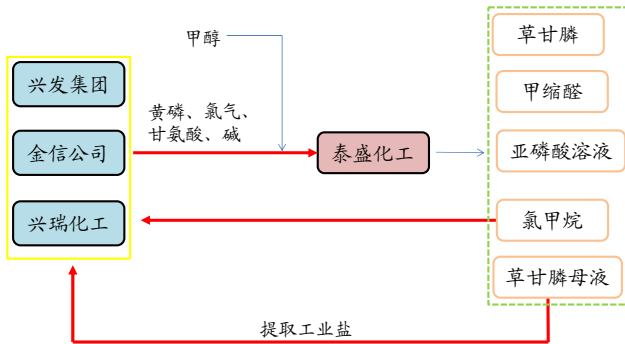 甲醇
草甘膦
兴发集团
甲缩醛
黄磷、氯气、
甘氨酸、碱
金信公司
泰盛化工
亚磷酸溶液
兴瑞化工
氯甲烷
草甘膦母液
提取工业盐